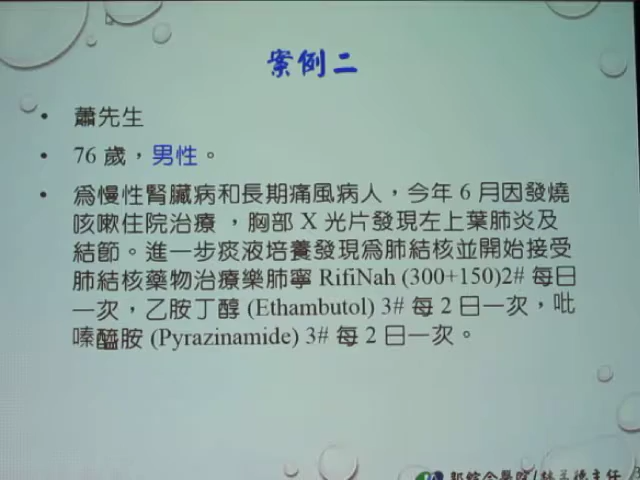 案例二
• 蕭先生
• 76 歲，男性。
• 為慢性腎臟病和長期痛風病人，今年 6 月因發燒
咳嗽住院治療 ，胸部 X 光片發現左上葉肺炎及
結節。進一步痰液培養發現為肺結核並開始接受
肺結核藥物治療樂肺寧 RifiNah (300+150)2# 每日
一次，乙胺丁醇 (Ethambutol) 3# 每 2 日一次，吡
嗪醯胺 (Pyrazinamide) 3# 每 2 日一次。